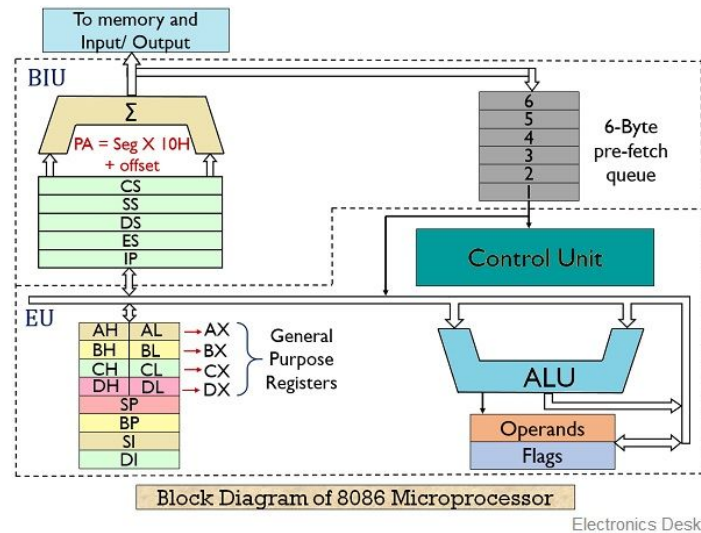 To memory and
Input/ Output
BIU
Σ
PA = Seg X 10H
+ offset
CS
SS
DS
ES
IP
6
5
4
3
2
1
6-Byte
pre-fetch
queue
Control Unit
EU
AH AL AX
BH BL BX
CH CL CX
DH DL DX
SP
BP
SI
DI
General
Purpose
Registers
ALU
Operands
Flags
Block Diagram of 8086 Microprocessor
Electronics Desk